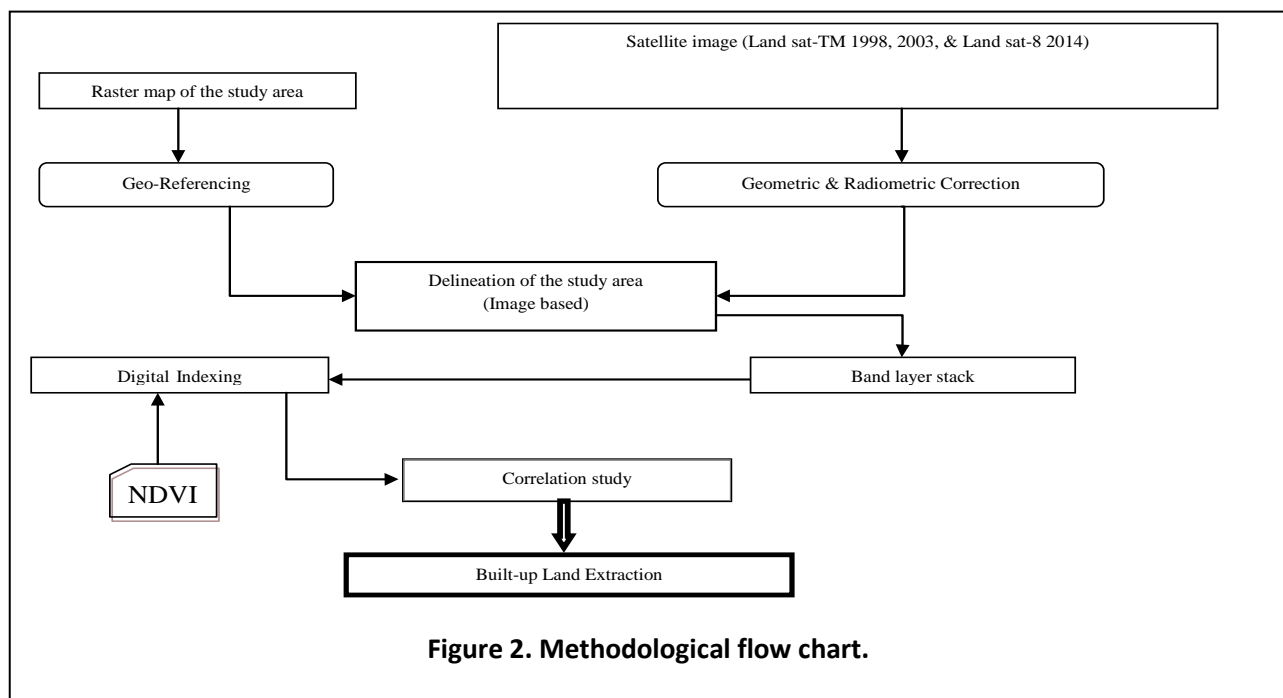 Satellite image (Land sat-TM 1998, 2003, & Land sat-8 2014)
Raster map of the study area
Geo-Referencing
Geometric & Radiometric Correction
Delineation of the study area
(Image based)
Digital Indexing
Band layer stack
NDVI
Correlation study
Built-up Land Extraction
Figure 2. Methodological flow chart.